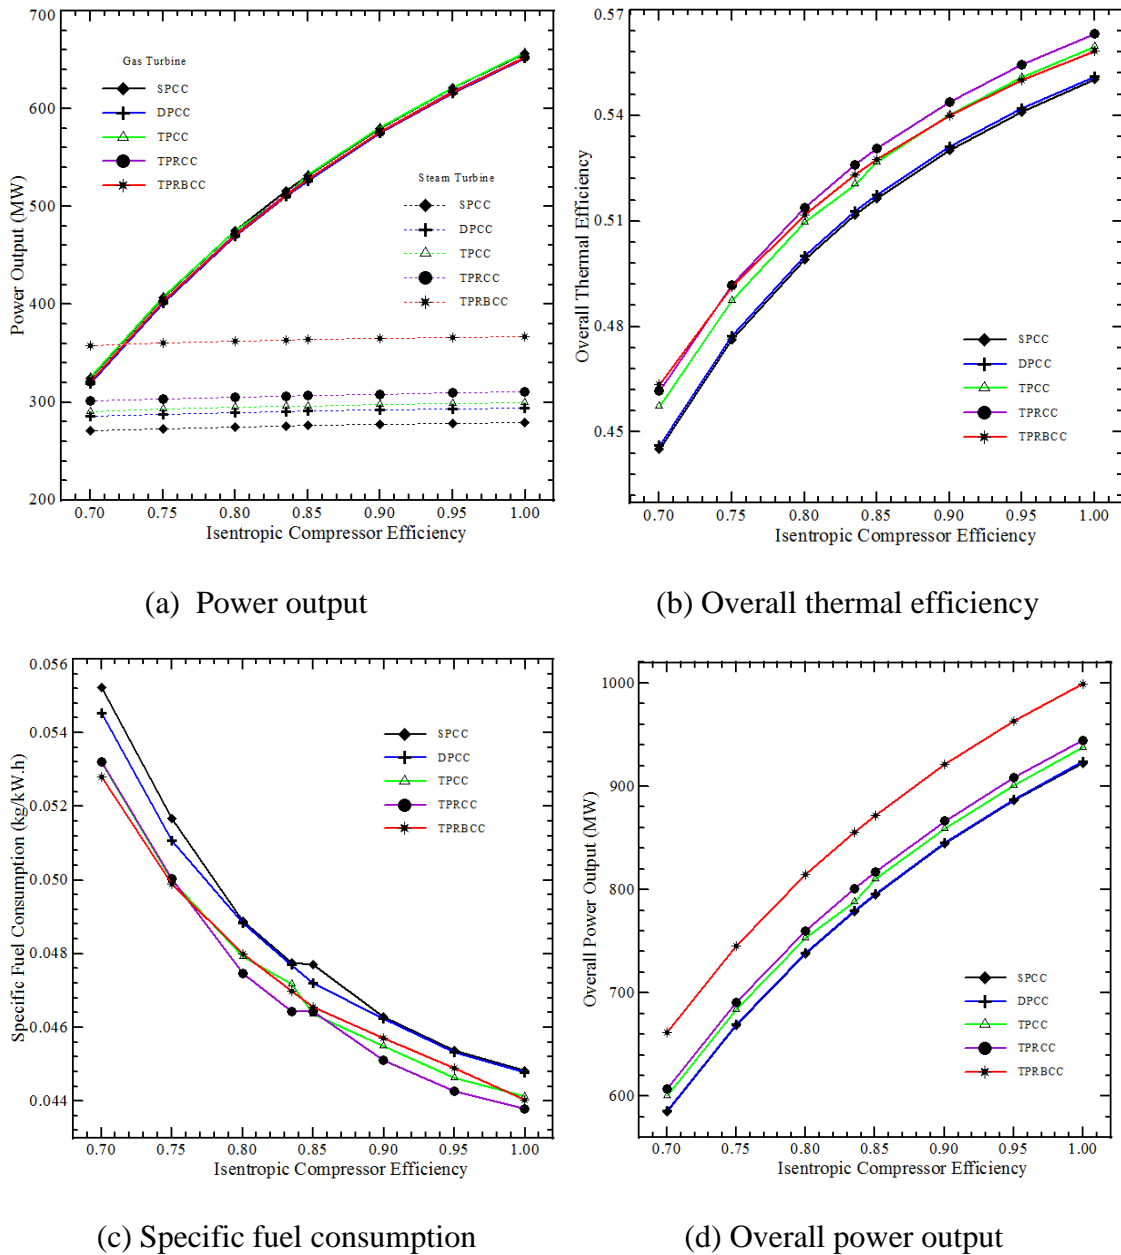 700
600
500
400
300
200
Power Output (MW)
Gas Turbine
SPCC
DPCC
TPCC
TPRCC
TPRBCC
Steam Turbine
SPCC
DPCC
TPCC
TPRCC
TPRBCC
0.70 0.75 0.80 0.85 0.90 0.95 1.00
Isentropic Compressor Efficiency
(a) Power output
0.57
0.54
0.51
0.48
0.45
Overall Thermal Efficiency
SPCC
DPCC
TPCC
TPRCC
TPRBCC
0.70 0.75 0.80 0.85 0.90 0.95 1.00
Isentropic Compressor Efficiency
(b) Overall thermal efficiency
0.056
0.054
0.052
0.050
0.048
0.046
0.044
Specific Fuel Consumption (kg/kW.h)
SPCC
DPCC
TPCC
TPRCC
TPRBCC
0.70 0.75 0.80 0.85 0.90 0.95 1.00
Isentropic Compressor Efficiency
(c) Specific fuel consumption
1000
900
800
700
600
Overall Power Output (MW)
SPCC
DPCC
TPCC
TPRCC
TPRBCC
0.70 0.75 0.80 0.85 0.90 0.95 1.00
Isentropic Compressor Efficiency
(d) Overall power output